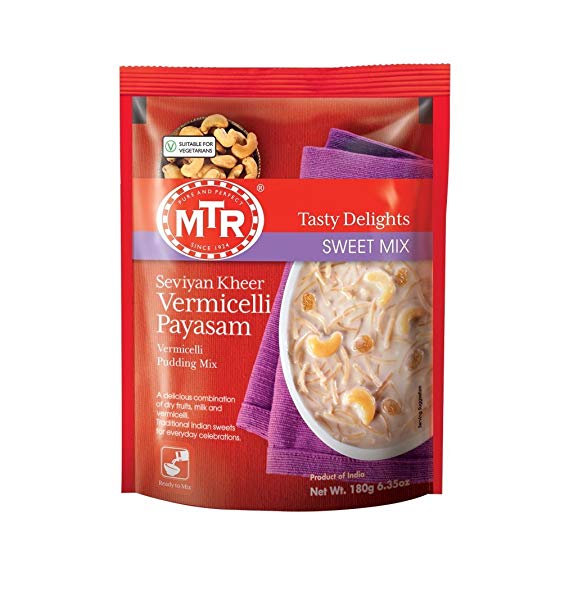 SUITABLE FOR
VEGETARIANS
PURE AND PERFECT
MTR
SINCE 1924
®
Tasty Delights
SWEET MIX
Seviyan Kheer
Vermicelli
Payasam
Vermicelli
Pudding Mix
A delicious combination
of dry fruits, milk and
vermicelli.
Traditional Indian sweets
for everyday celebrations.
Ready to Mix
Serving Suggestion
Product of India
Net Wt. 180g 6.35oz